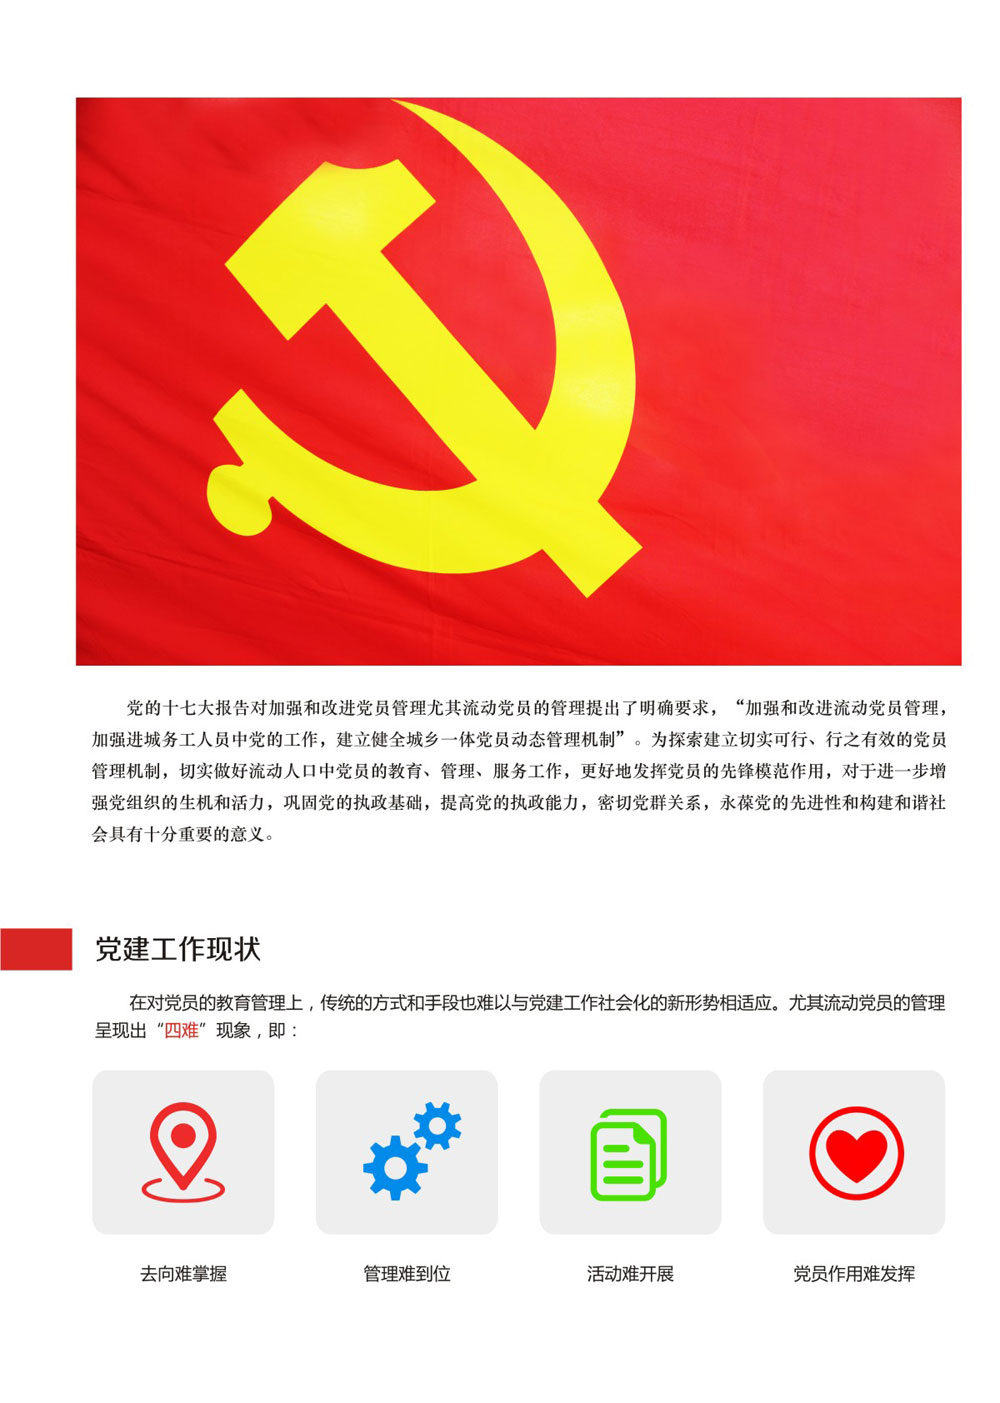 党的十七大报告对加强和改进党员管理尤其流动党员的管理提出了明确要求，“加强和改进流动党员管理，
加强进城务工人员中党的工作，建立健全城乡一体党员动态管理机制”。为探索建立切实可行、行之有效的党员
管理机制，切实做好流动人口中党员的教育、管理、服务工作，更好地发挥党员的先锋模范作用，对于进一步增
强党组织的生机和活力，巩固党的执政基础，提高党的执政能力，密切党群关系，永葆党的先进性和构建和谐社
会具有十分重要的意义。
党建工作现状
在对党员的教育管理上，传统的方式和手段也难以与党建工作社会化的新形势相适应。尤其流动党员的管理
呈现出“四难”现象，即：
去向难掌握
管理难到位
活动难开展
党员作用难发挥